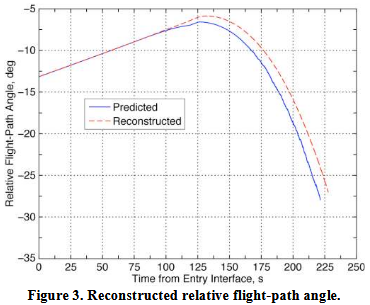 -5
-10
-15
-20
-25
-30
-35
Relative Flight-Path Angle, deg
Predicted
Reconstructed
0 25 50 75 100 125 150 175 200 225 250
Time from Entry Interface, s
Figure 3. Reconstructed relative flight-path angle.